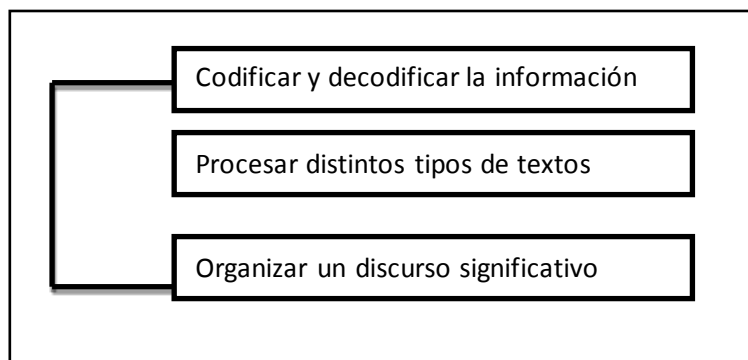 Codificar y decodificar la información
Procesar distintos tipos de textos
Organizar un discurso significativo